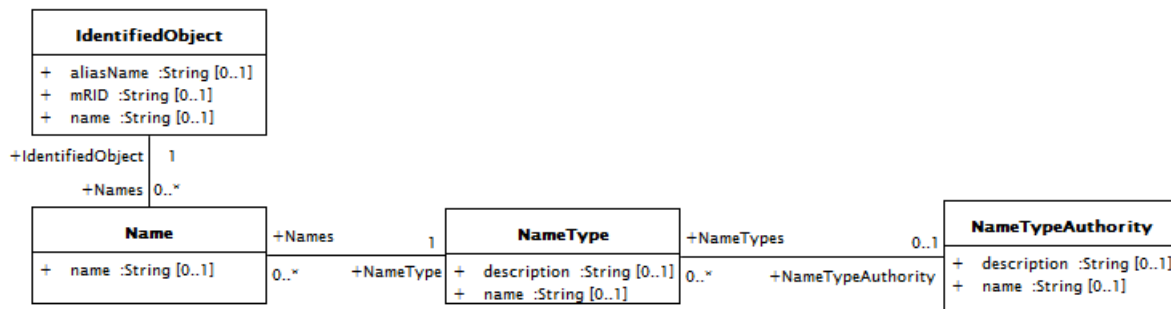 IdentifiedObject
+ aliasName :String [0..1]
+ mRID :String [0..1]
+ name :String [0..1]
+IdentifiedObject 1
+Names 0..*
Name
+ name :String [0..1]
+Names 1
0..* +NameType
NameType
+ description :String [0..1]
+ name :String [0..1]
+NameTypes 0..1
0..* +NameTypeAuthority
NameTypeAuthority
+ description :String [0..1]
+ name :String [0..1]